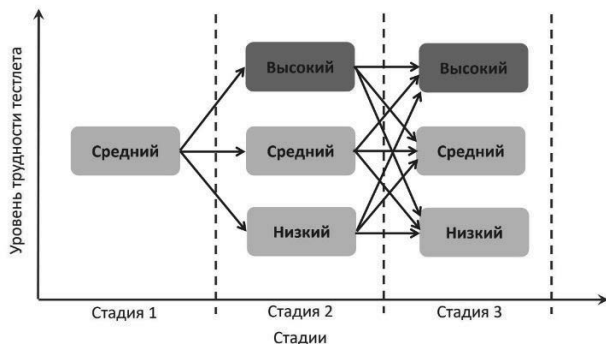 Уровень трудности тестлета
Высокий
Высокий
Средний
Средний
Средний
Низкий
Низкий
Стадия 1
Стадия 2
Стадия 3
Стадии